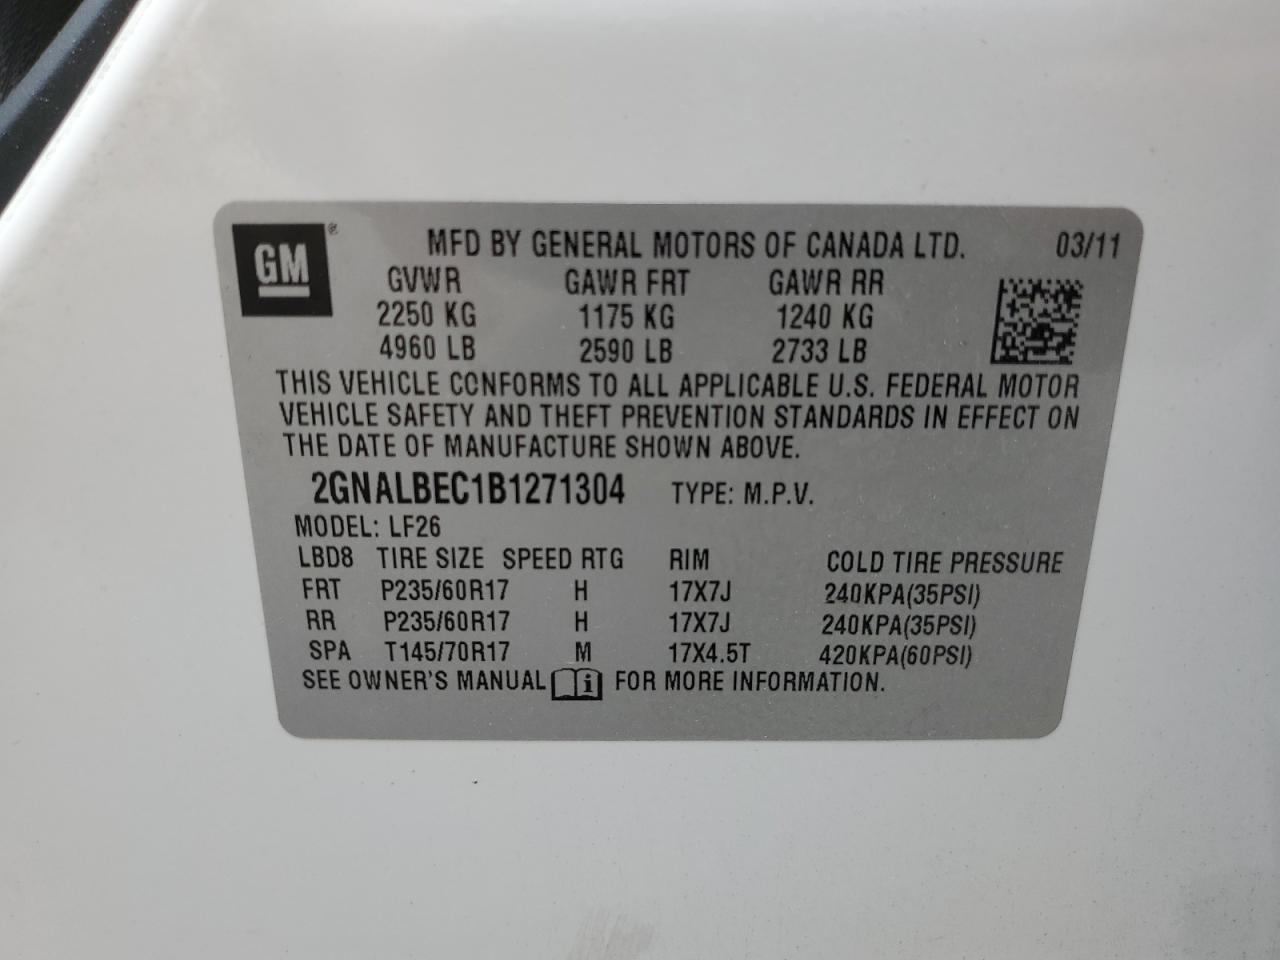 GM ® MFD BY GENERAL MOTORS OF CANADA LTD. 03/11
GVWR GAWR FRT GAWR RR
2250 KG 1175 KG 1240 KG
4960 LB 2590 LB 2733 LB
THIS VEHICLE CONFORMS TO ALL APPLICABLE U.S. FEDERAL MOTOR
VEHICLE SAFETY AND THEFT PREVENTION STANDARDS IN EFFECT ON
THE DATE OF MANUFACTURE SHOWN ABOVE.
2GNALBEC1B1271304 TYPE: M.P.V.
MODEL: LF26
LBD8 TIRE SIZE SPEED RTG RIM COLD TIRE PRESSURE
FRT P235/60R17 H 17X7J 240KPA(35PSI)
RR P235/60R17 H 17X7J 240KPA(35PSI)
SPA T145/70R17 M 17X4.5T 420KPA(60PSI)
SEE OWNER'S MANUAL i FOR MORE INFORMATION.